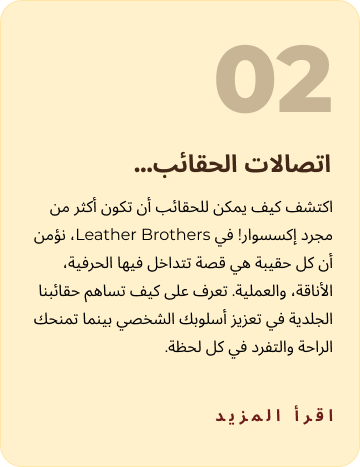 02
اتصالات الحقائب...
اكتشف كيف يمكن للحقائب أن تكون أكثر من
مجرد إكسسوار! في Leather Brothers، نؤمن
أن كل حقيبة هي قصة تتداخل فيها الحرفية،
الأناقة، والعملية. تعرف على كيف تساهم حقائبنا
الجلدية في تعزيز أسلوبك الشخصي بينما تمنحك
الراحة والتفرد في كل لحظة.
اقرأ المزيد